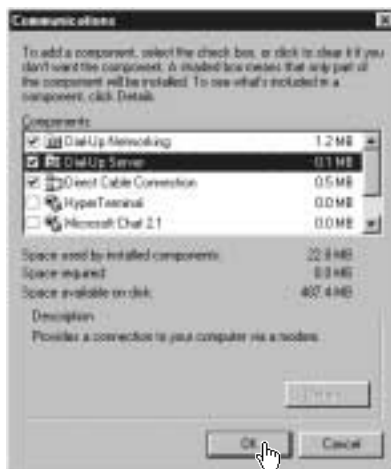 Communications
To add a component, select the check box, or click to clear it if you
don't want the component. A shaded box means that only part of
the component will be installed. To see what's included in a
component, click Details.
Components:
Dial-Up Networking 1.2 MB
Dial-Up Server 0.1 MB
Direct Cable Connection 0.5 MB
HyperTerminal 0.0 MB
Microsoft Chat 2.1 0.0 MB
Space used by installed components: 22.8 MB
Space required: 0.0 MB
Space available on disk: 487.4 MB
Description
Provides a connection to your computer via a modem.
Details...
OK
Cancel